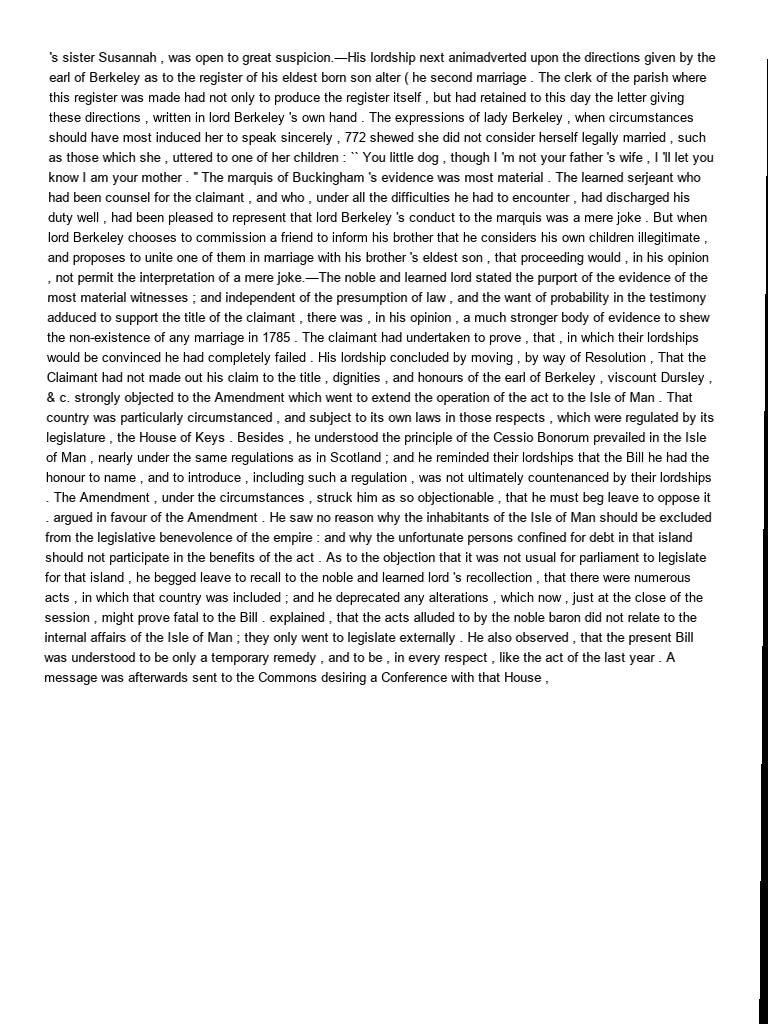 's sister Susannah , was open to great suspicion.—His lordship next animadverted upon the directions given by the
earl of Berkeley as to the register of his eldest born son alter ( he second marriage . The clerk of the parish where
this register was made had not only to produce the register itself , but had retained to this day the letter giving
these directions , written in lord Berkeley 's own hand . The expressions of lady Berkeley , when circumstances
should have most induced her to speak sincerely , 772 shewed she did not consider herself legally married , such
as those which she , uttered to one of her children : `` You little dog , though I 'm not your father 's wife , I 'll let you
know I am your mother . " The marquis of Buckingham 's evidence was most material . The learned serjeant who
had been counsel for the claimant , and who , under all the difficulties he had to encounter , had discharged his
duty well , had been pleased to represent that lord Berkeley 's conduct to the marquis was a mere joke . But when
lord Berkeley chooses to commission a friend to inform his brother that he considers his own children illegitimate ,
and proposes to unite one of them in marriage with his brother 's eldest son , that proceeding would , in his opinion
, not permit the interpretation of a mere joke.—The noble and learned lord stated the purport of the evidence of the
most material witnesses ; and independent of the presumption of law , and the want of probability in the testimony
adduced to support the title of the claimant , there was , in his opinion , a much stronger body of evidence to shew
the non-existence of any marriage in 1785 . The claimant had undertaken to prove , that , in which their lordships
would be convinced he had completely failed . His lordship concluded by moving , by way of Resolution , That the
Claimant had not made out his claim to the title , dignities , and honours of the earl of Berkeley , viscount Dursley ,
& c. strongly objected to the Amendment which went to extend the operation of the act to the Isle of Man . That
country was particularly circumstanced , and subject to its own laws in those respects , which were regulated by its
legislature , the House of Keys . Besides , he understood the principle of the Cessio Bonorum prevailed in the Isle
of Man , nearly under the same regulations as in Scotland ; and he reminded their lordships that the Bill he had the
honour to name , and to introduce , including such a regulation , was not ultimately countenanced by their lordships
. The Amendment , under the circumstances , struck him as so objectionable , that he must beg leave to oppose it
. argued in favour of the Amendment . He saw no reason why the inhabitants of the Isle of Man should be excluded
from the legislative benevolence of the empire : and why the unfortunate persons confined for debt in that island
should not participate in the benefits of the act . As to the objection that it was not usual for parliament to legislate
for that island , he begged leave to recall to the noble and learned lord 's recollection , that there were numerous
acts , in which that country was included ; and he deprecated any alterations , which now , just at the close of the
session , might prove fatal to the Bill . explained , that the acts alluded to by the noble baron did not relate to the
internal affairs of the Isle of Man ; they only went to legislate externally . He also observed , that the present Bill
was understood to be only a temporary remedy , and to be , in every respect , like the act of the last year . A
message was afterwards sent to the Commons desiring a Conference with that House ,